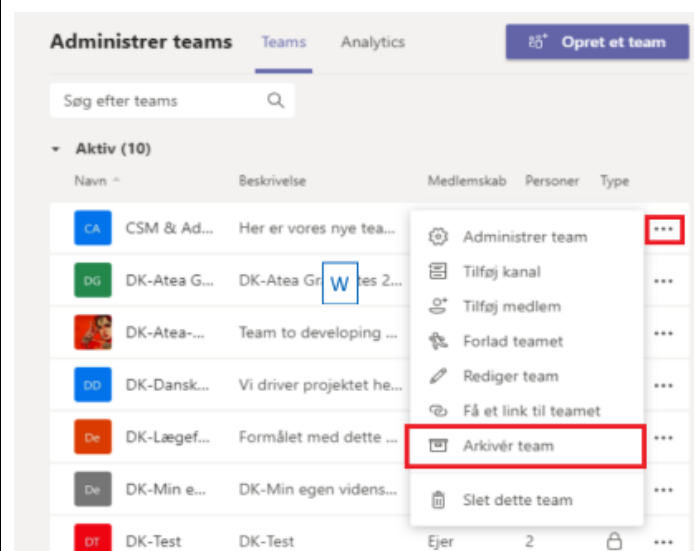 Administrer teams Teams Analytics Opret et team
Søg efter teams
Aktiv (10)
Navn Beskrivelse Medlemskab Personer Type
CA CSM & Ad... Her er vores nye tea... ...
DG DK-Atea G... DK-Atea Gra W tes 2... ...
DK-Atea-... Team to developing ... ...
DD DK-Dansk... Vi driver projektet he... ...
De DK-Lægef... Formålet med dette ... ...
De DK-Min e... DK-Min egen videns... ...
DT DK-Test DK-Test Ejer 2 ...
Administrer team
Tilføj kanal
Tilføj medlem
Forlad teamet
Rediger team
Få et link til teamet
Arkivér team
Slet dette team